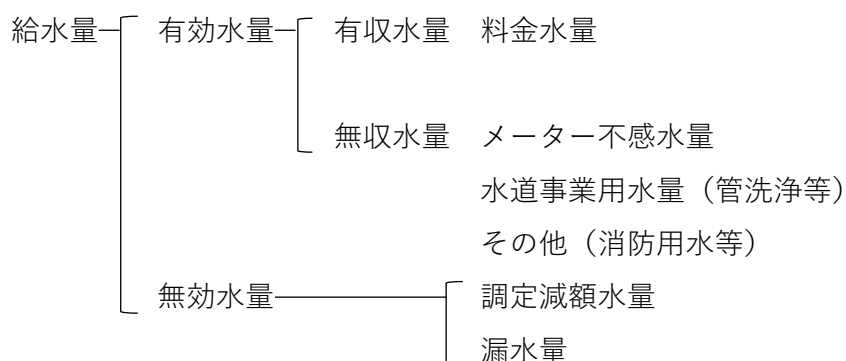 給水量 有効水量 有収水量 料金水量
無収水量 メーター不感水量
水道事業用水量（管洗浄等）
その他（消防用水等）
無効水量 調定減額水量
漏水量